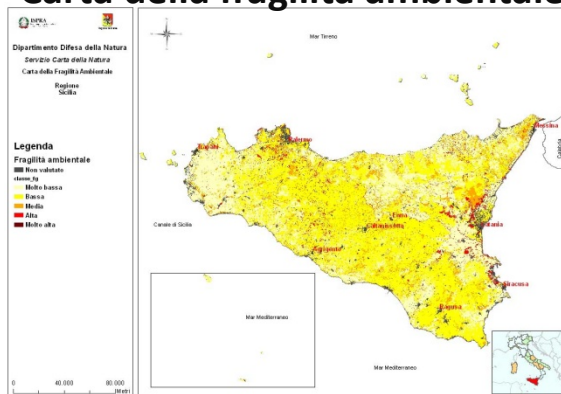 Carta della fragilità ambientale
ISPRA
Dipartimento Difesa della Natura
Servizio Carta della Natura
Carta della Fragilità Ambientale
Regione
Sicilia
Legenda
Fragilità ambientale
Non valutate
classe_fg
Molto bassa
Bassa
Media
Alta
Molto alta
0 40.000 80.000
Metri
Mar Tirreno
Messina
Palermo
Trapani
Enna
Catania
Caltanissetta
Canale di Sicilia
Agrigento
Siracusa
Ragusa
Mar Mediterraneo
Mar Mediterraneo